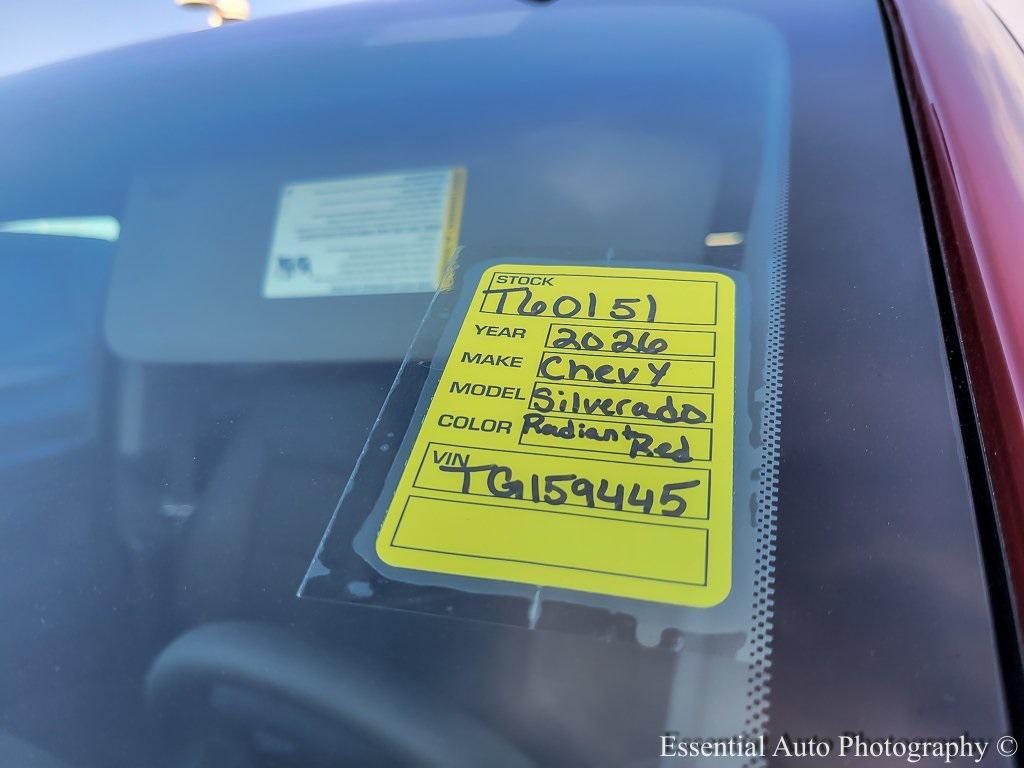 STOCK
T60151
YEAR 2026
MAKE Chevy
MODEL Silverado
COLOR Radiant Red
VIN
TG159445
Essential Auto Photography ©